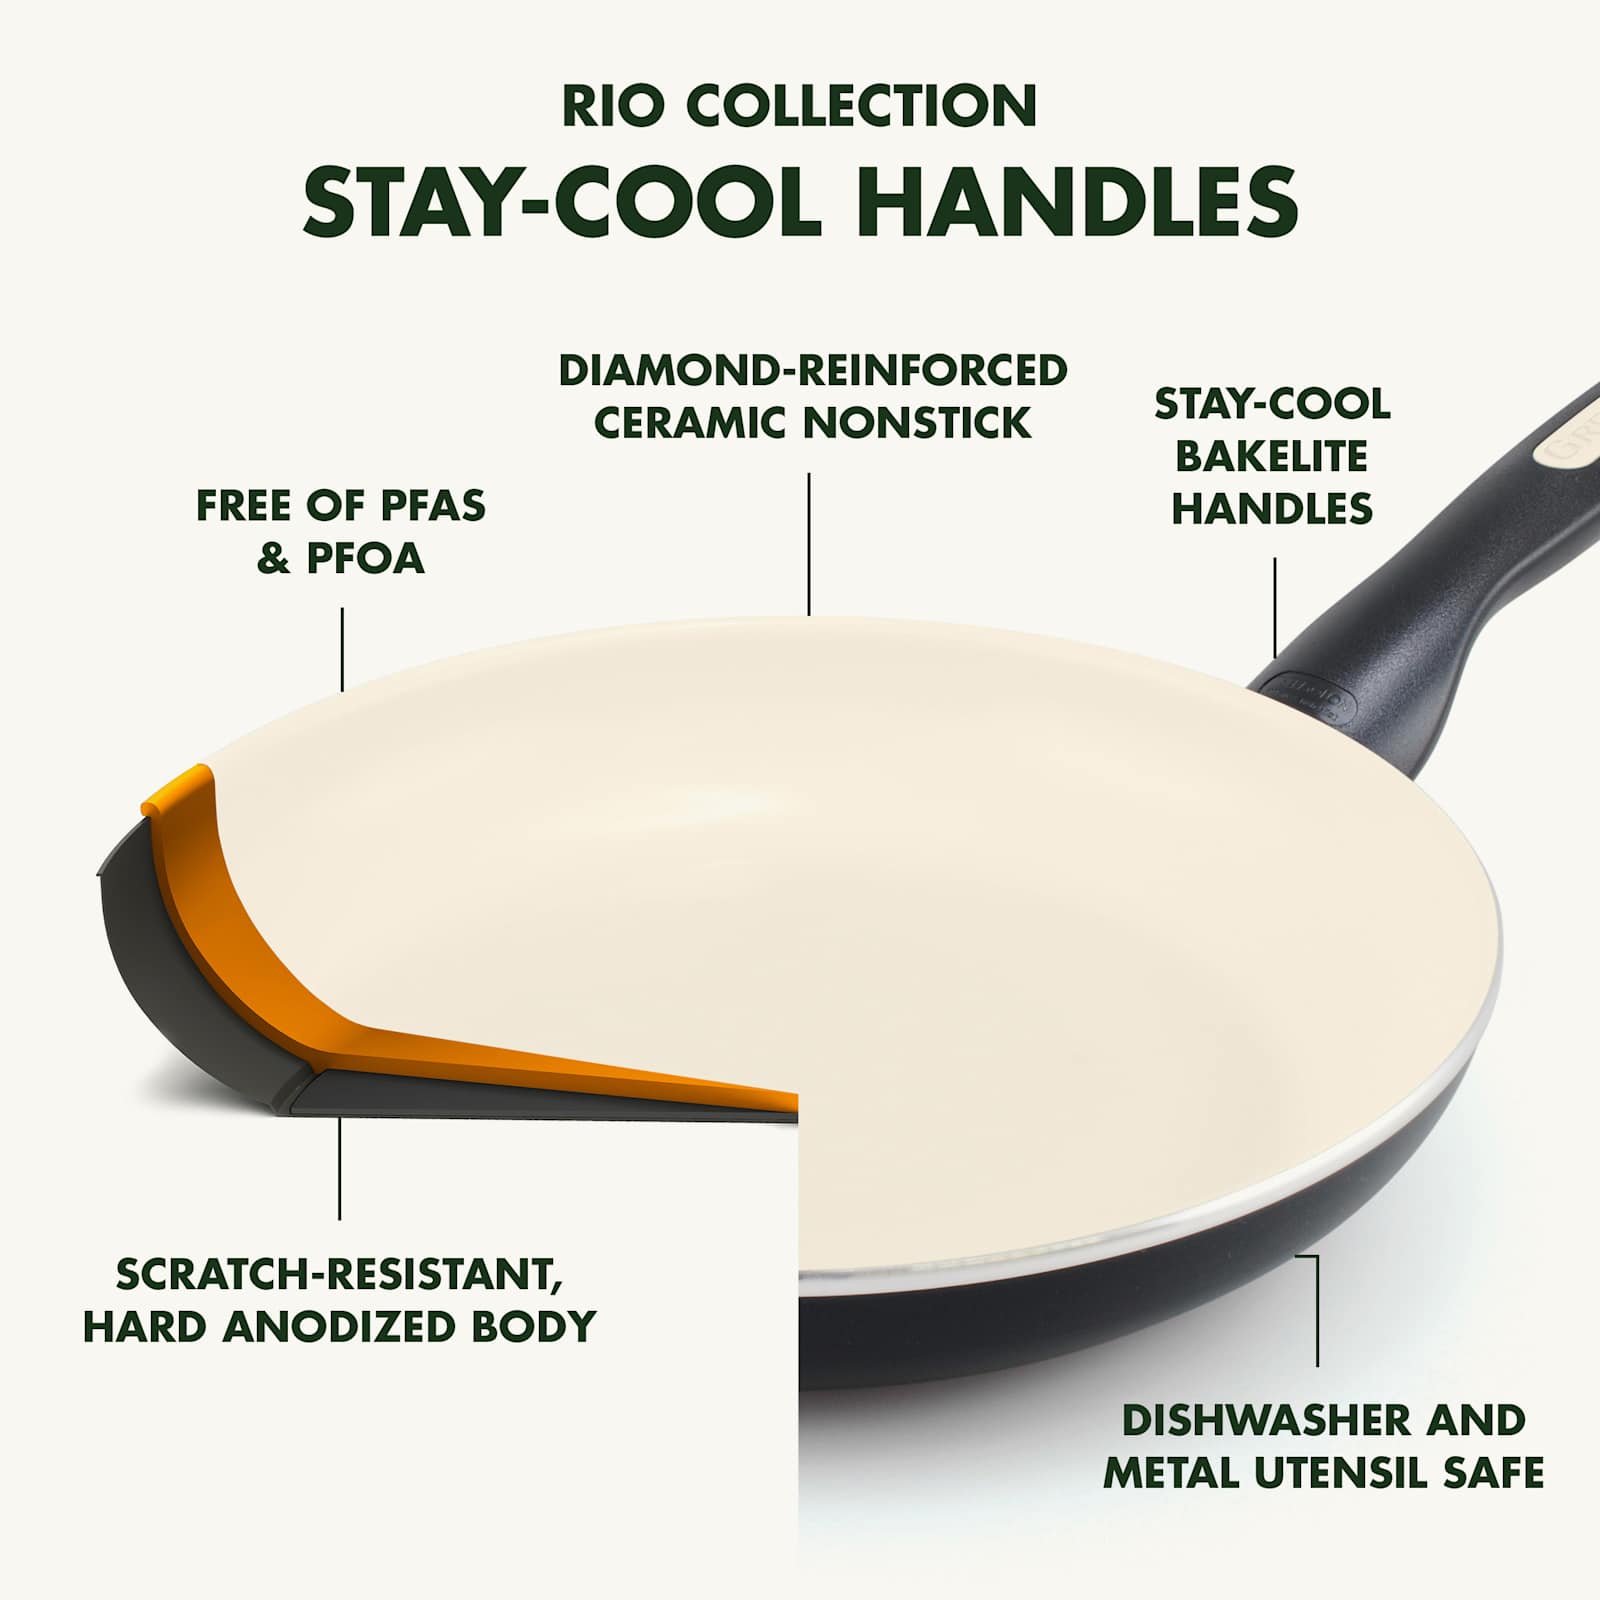 RIO COLLECTION
STAY-COOL HANDLES
DIAMOND-REINFORCED
CERAMIC NONSTICK
STAY-COOL
BAKELITE
HANDLES
FREE OF PFAS
& PFOA
SCRATCH-RESISTANT,
HARD ANODIZED BODY
DISHWASHER AND
METAL UTENSIL SAFE